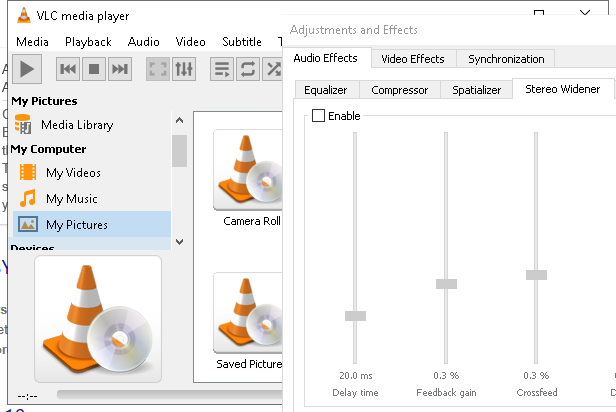 VLC media player
Media Playback Audio Video Subtitle
My Pictures
Media Library
My Computer
My Videos
My Music
My Pictures
Devices
Camera Roll
Saved Picture
--:--
Adjustments and Effects
Audio Effects Video Effects Synchronization
Equalizer Compressor Spatializer Stereo Widener
Enable
20.0 ms 0.3 % 0.3 %
Delay time Feedback gain Crossfeed